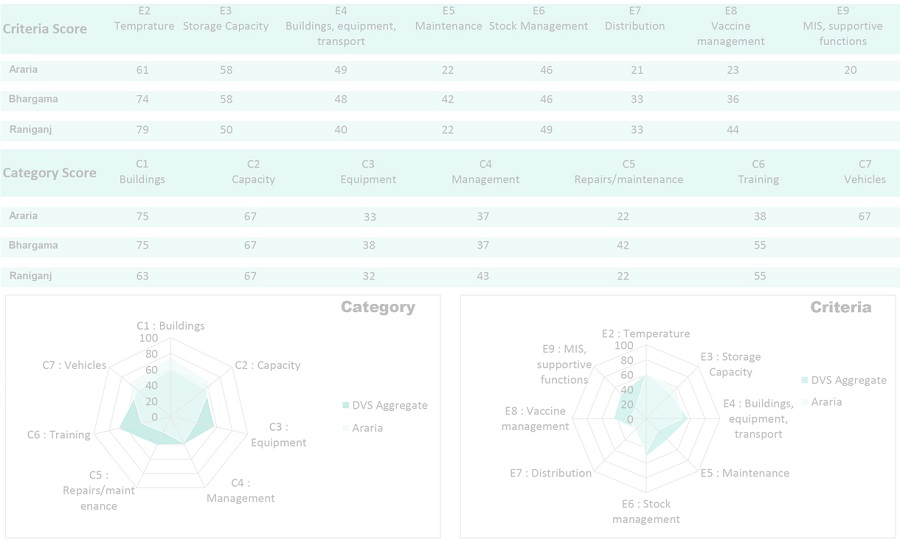 Criteria Score
E2 E3 E4 E5 E6 E7 E8 E9
Temprature Storage Capacity Buildings, equipment, transport Maintenance Stock Management Distribution Vaccine management MIS, supportive functions
Araria 61 58 49 22 46 21 23 20
Bhargama 74 58 48 42 46 33 36
Raniganj 79 50 40 22 49 33 44
Category Score
C1 C2 C3 C4 C5 C6 C7
Buildings Capacity Equipment Management Repairs/maintenance Training Vehicles
Araria 75 67 33 37 22 38 67
Bhargama 75 67 38 37 42 55
Raniganj 63 67 32 43 22 55
Category
C1 : Buildings
100
80
60
40
20
0
C2 : Capacity
C3 :
Equipment
C4 :
Management
C5 :
Repairs/maint
enance
C6 : Training
C7 : Vehicles
DVS Aggregate
Araria
Criteria
E2 : Temperature
100
80
60
40
20
0
E3 : Storage
Capacity
E4 : Buildings,
equipment,
transport
E5 : Maintenance
E6 : Stock
management
E7 : Distribution
E8 : Vaccine
management
E9 : MIS,
supportive
functions
DVS Aggregate
Araria